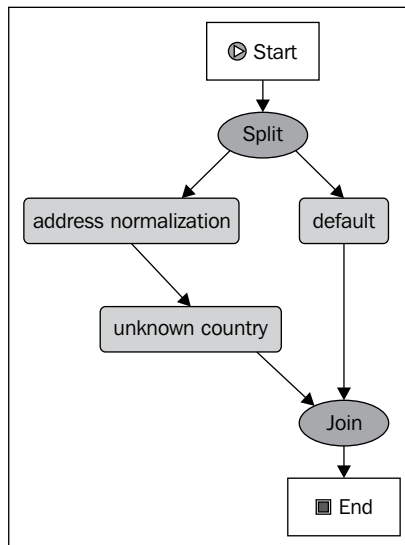 Start
Split
address normalization
default
unknown country
Join
End